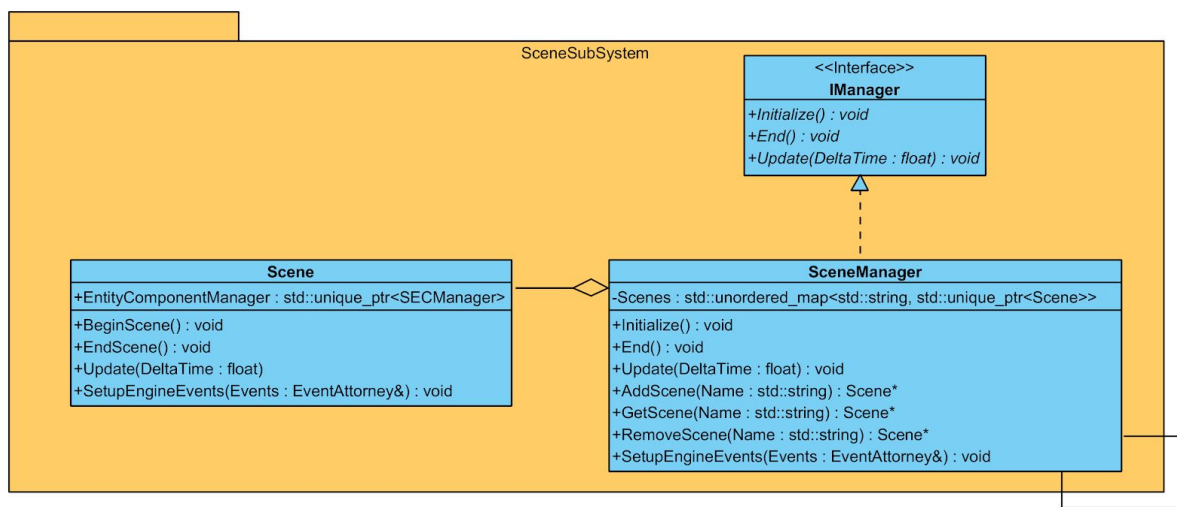 SceneSubSystem
<<Interface>>
IManager
+Initialize() : void
+End() : void
+Update(DeltaTime : float) : void
Scene
+EntityComponentManager : std::unique_ptr<SECManager>
+BeginScene() : void
+EndScene() : void
+Update(DeltaTime : float)
+SetupEngineEvents(Events : EventAttorney&) : void
SceneManager
-Scenes : std::unordered_map<std::string, std::unique_ptr<Scene>>
+Initialize() : void
+End() : void
+Update(DeltaTime : float) : void
+AddScene(Name : std::string) : Scene*
+GetScene(Name : std::string) : Scene*
+RemoveScene(Name : std::string) : Scene*
+SetupEngineEvents(Events : EventAttorney&) : void